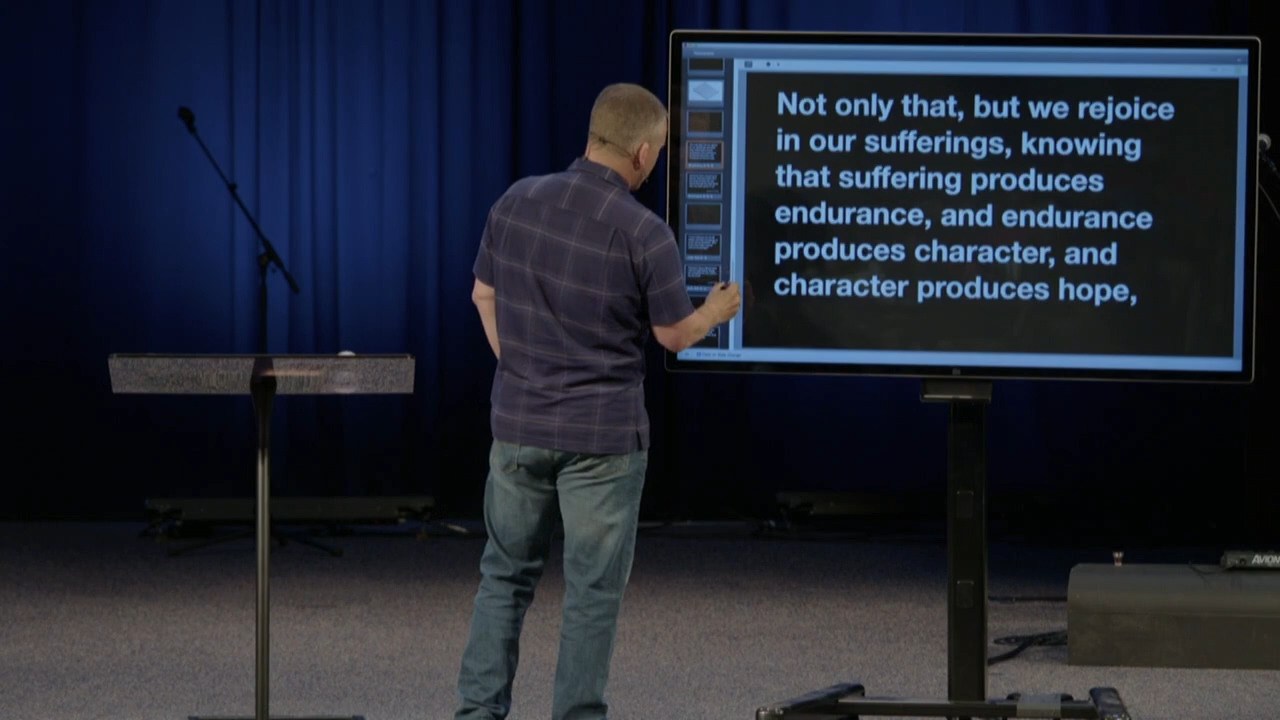 Not only that, but we rejoice
in our sufferings, knowing
that suffering produces
endurance, and endurance
produces character, and
character produces hope,